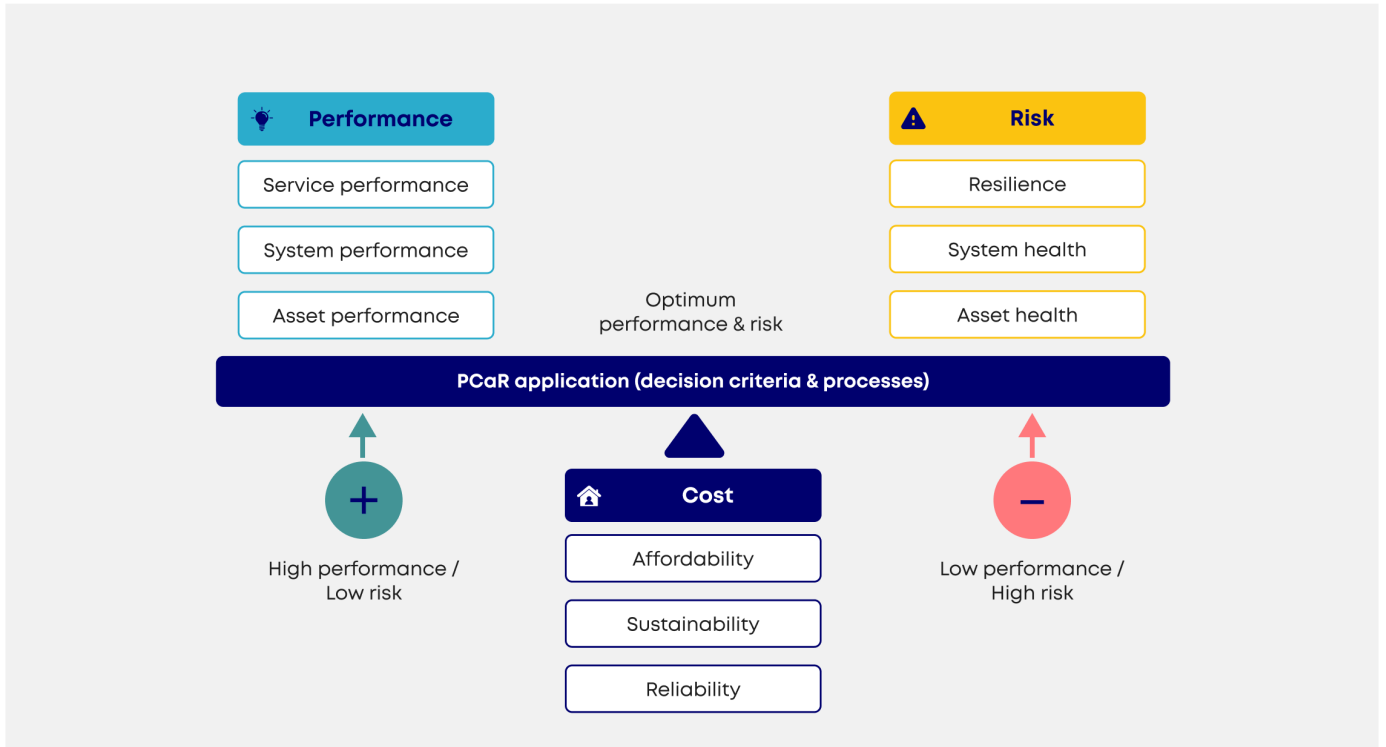 Performance
Service performance
System performance
Asset performance
Risk
Resilience
System health
Asset health
Optimum
performance & risk
PCaR application (decision criteria & processes)
+
High performance /
Low risk
Cost
Affordability
Sustainability
Reliability
–
Low performance /
High risk